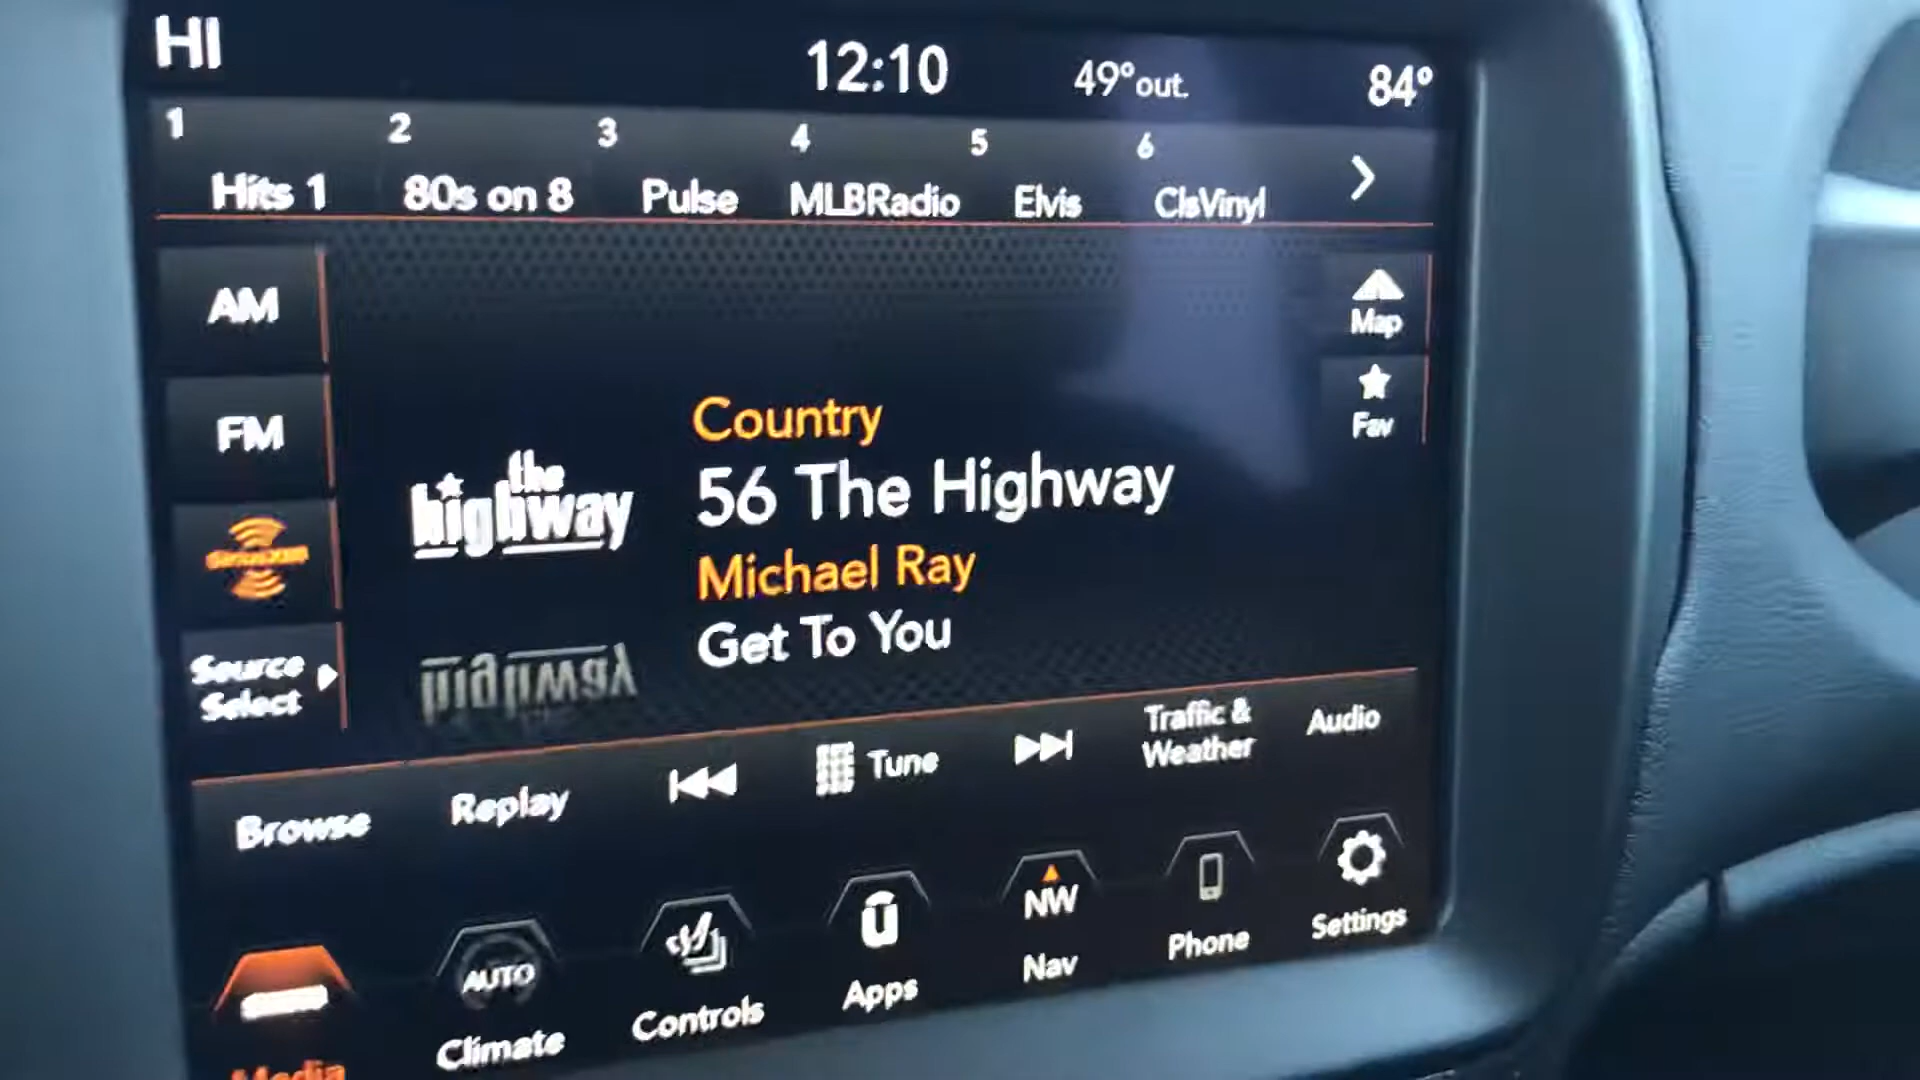 HI 12:10 49° out. 84°
1 2 3 4 5 6
Hits 1 80s on 8 Pulse MLBRadio Elvis ClsVinyl
AM
FM
SiriusXM
Source
Select
the
highway
Country
56 The Highway
Michael Ray
Get To You
Map
Fav
Browse Replay Tune Traffic & Weather Audio
AUTO NW
Media Climate Controls Apps Nav Phone Settings